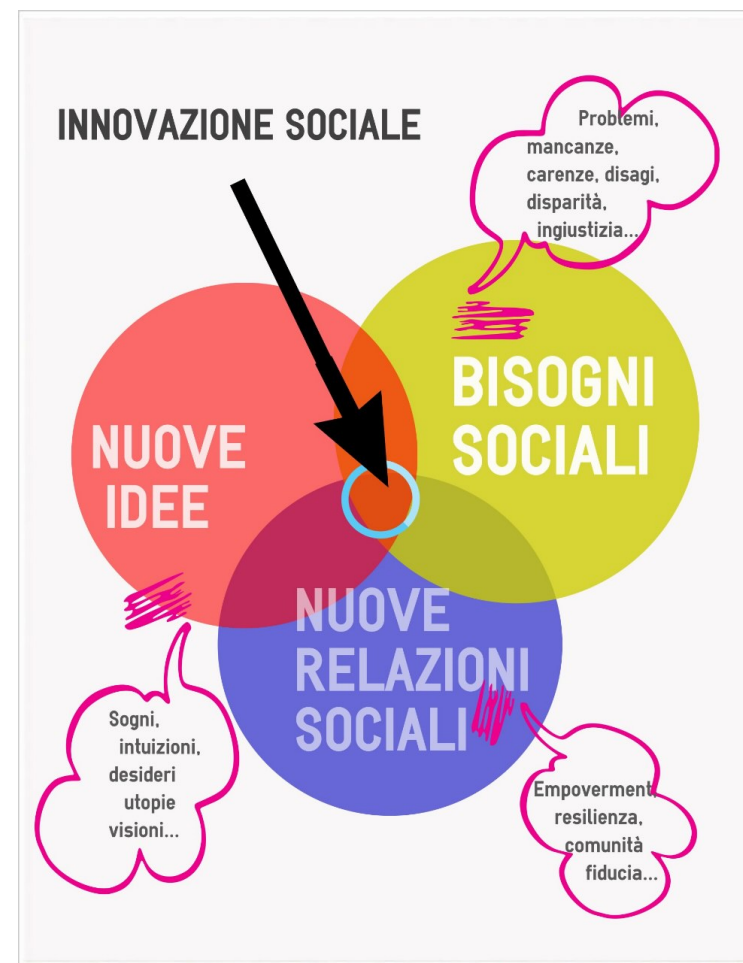 INNOVAZIONE SOCIALE
Problemi,
mancanze,
carenze, disagi,
disparità,
ingiustizia...
BISOGNI
SOCIALI
NUOVE
IDEE
NUOVE
RELAZIONI
SOCIALI
Sogni,
intuizioni,
desideri
utopie
visioni...
Empoverment,
resilienza,
comunità
fiducia...